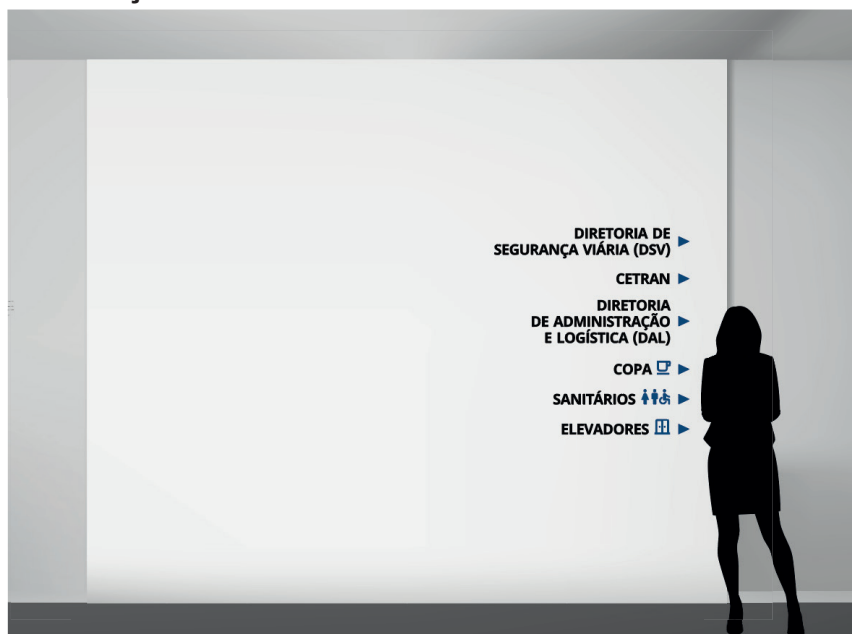 DIRETORIA DE
SEGURANÇA VIÁRIA (DSV)
CETRAN
DIRETORIA
DE ADMINISTRAÇÃO
E LOGÍSTICA (DAL)
COPA
SANITÁRIOS
ELEVADORES